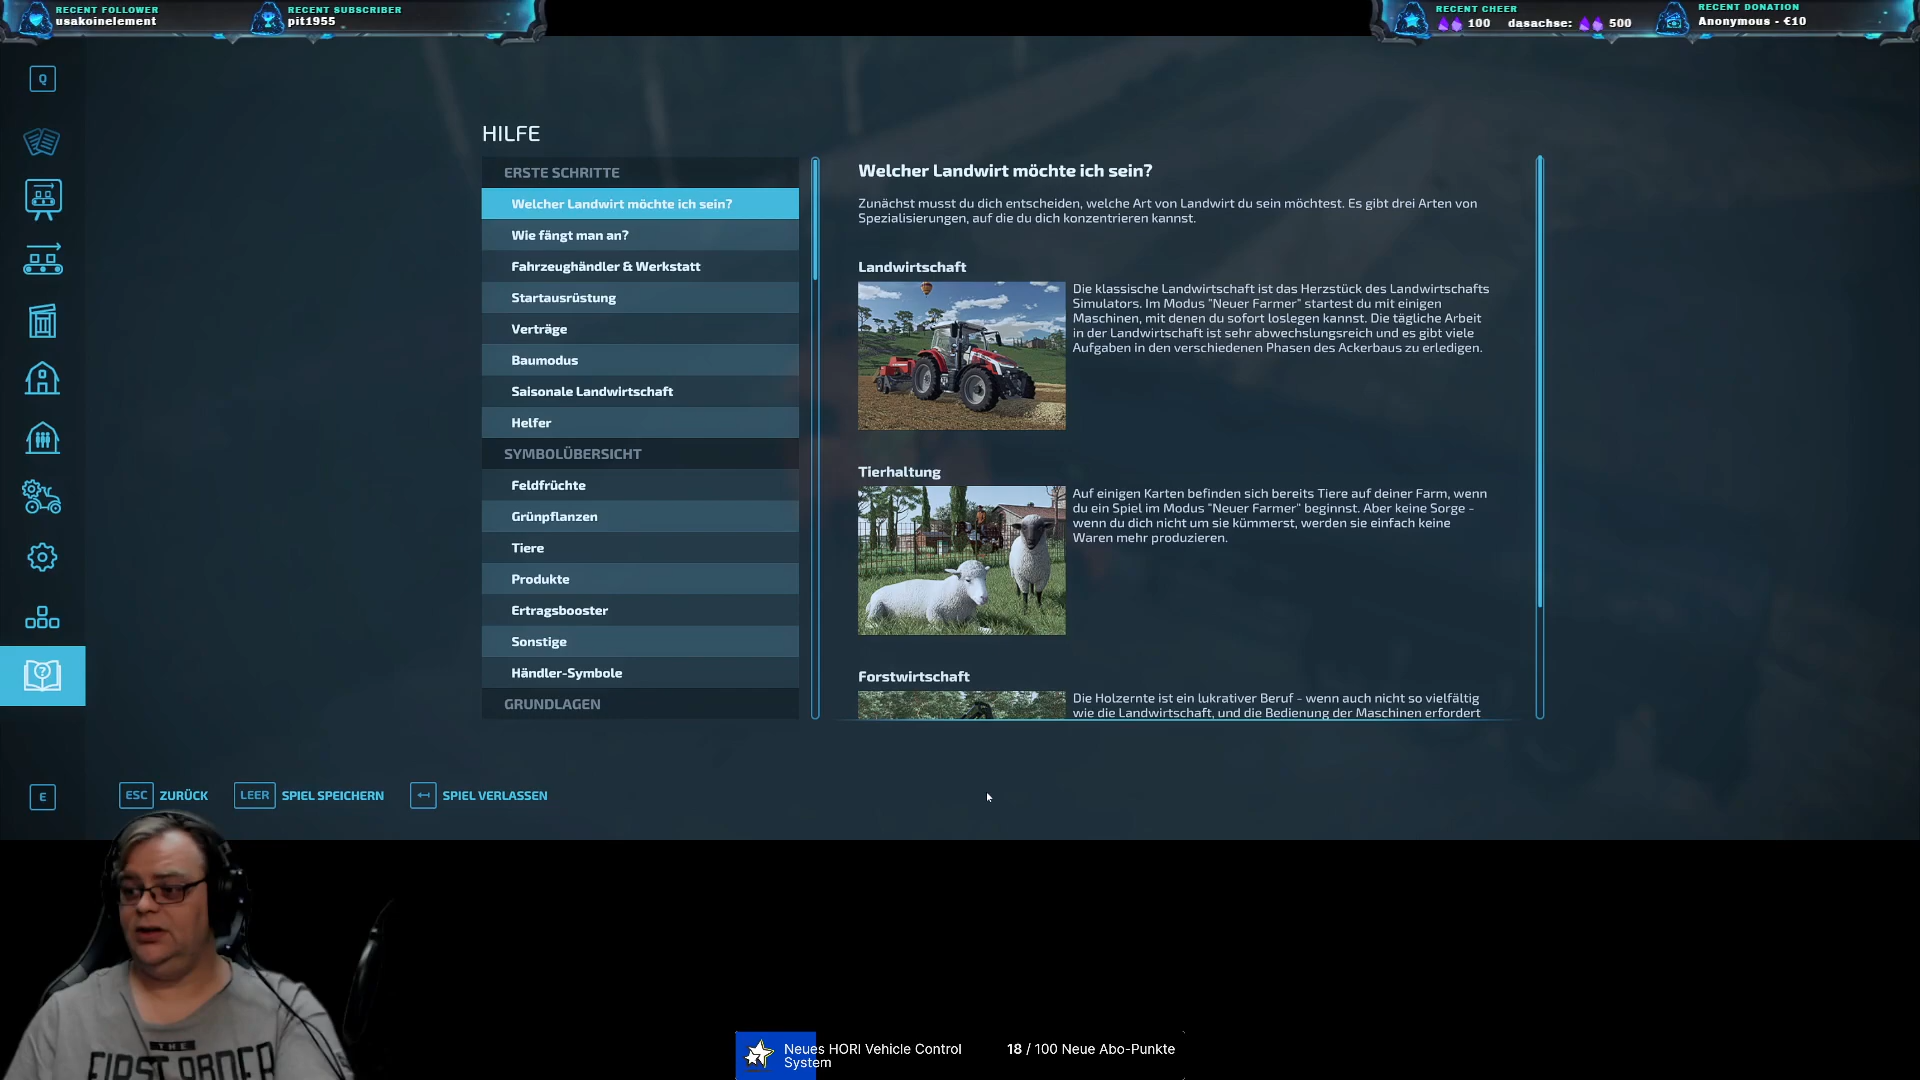 RECENT FOLLOWER
usakoinelement
RECENT SUBSCRIBER
pit1955
RECENT CHEER
100 dasachse: 500
RECENT DONATION
Anonymous - €10
Q
HILFE
ERSTE SCHRITTE
Welcher Landwirt möchte ich sein?
Wie fängt man an?
Fahrzeughändler & Werkstatt
Startausrüstung
Verträge
Baumodus
Saisonale Landwirtschaft
Helfer
SYMBOLÜBERSICHT
Feldfrüchte
Grünpflanzen
Tiere
Produkte
Ertragsbooster
Sonstige
Händler-Symbole
GRUNDLAGEN
Welcher Landwirt möchte ich sein?
Zunächst musst du dich entscheiden, welche Art von Landwirt du sein möchtest. Es gibt drei Arten von
Spezialisierungen, auf die du dich konzentrieren kannst.
Landwirtschaft
Die klassische Landwirtschaft ist das Herzstück des Landwirtschafts
Simulators. Im Modus "Neuer Farmer" startest du mit einigen
Maschinen, mit denen du sofort loslegen kannst. Die tägliche Arbeit
in der Landwirtschaft ist sehr abwechslungsreich und es gibt viele
Aufgaben in den verschiedenen Phasen des Ackerbaus zu erledigen.
Tierhaltung
Auf einigen Karten befinden sich bereits Tiere auf deiner Farm, wenn
du ein Spiel im Modus "Neuer Farmer" beginnst. Aber keine Sorge -
wenn du dich nicht um sie kümmerst, werden sie einfach keine
Waren mehr produzieren.
Forstwirtschaft
Die Holzernte ist ein lukrativer Beruf - wenn auch nicht so vielfältig
wie die Landwirtschaft, und die Bedienung der Maschinen erfordert
E
ESC ZURÜCK LEER SPIEL SPEICHERN SPIEL VERLASSEN
THE
FIRST ORDER
Neues HORI Vehicle Control
System
18 / 100 Neue Abo-Punkte